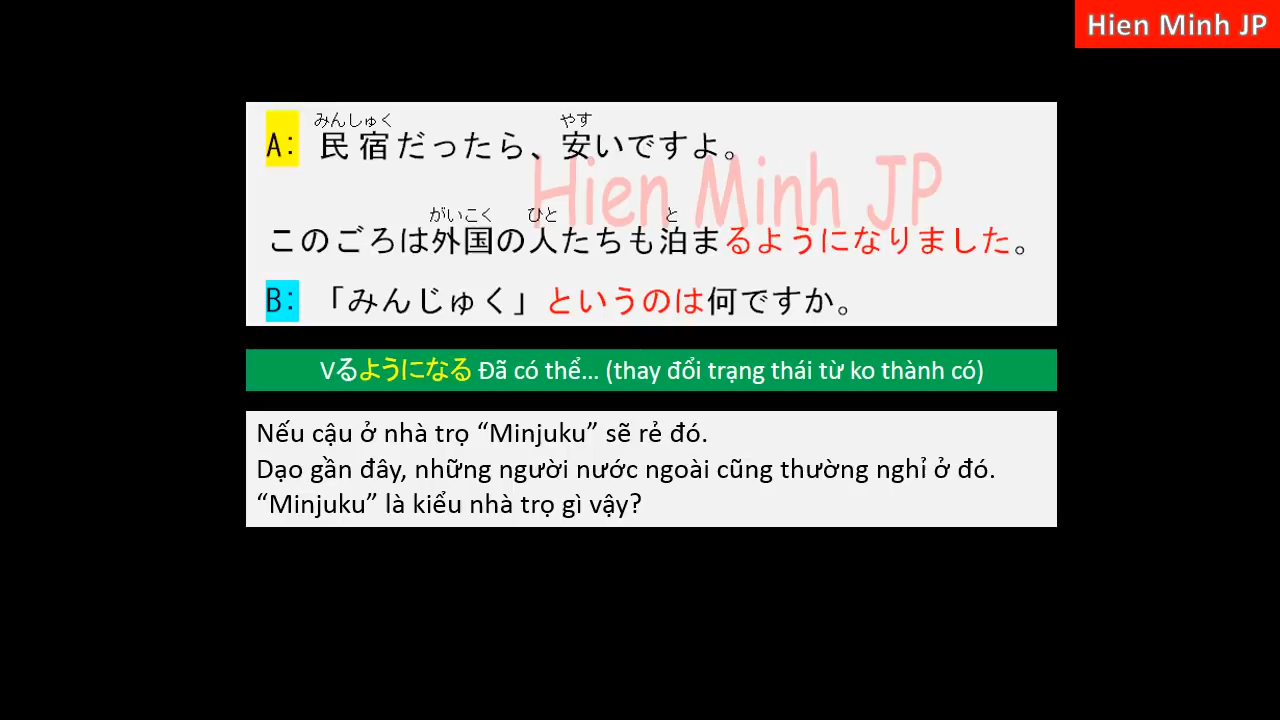 Hien Minh JP
みんしゅく やす
A: 民宿だったら、安いですよ。
Hien Minh JP
がいこく ひと と
このごろは外国の人たちも泊まるようになりました。
B: 「みんじゅく」というのは何ですか。
Vるようになる Đã có thể... (thay đổi trạng thái từ ko thành có)
Nếu cậu ở nhà trọ “Minjuku” sẽ rẻ đó.
Dạo gần đây, những người nước ngoài cũng thường nghỉ ở đó.
“Minjuku” là kiểu nhà trọ gì vậy?